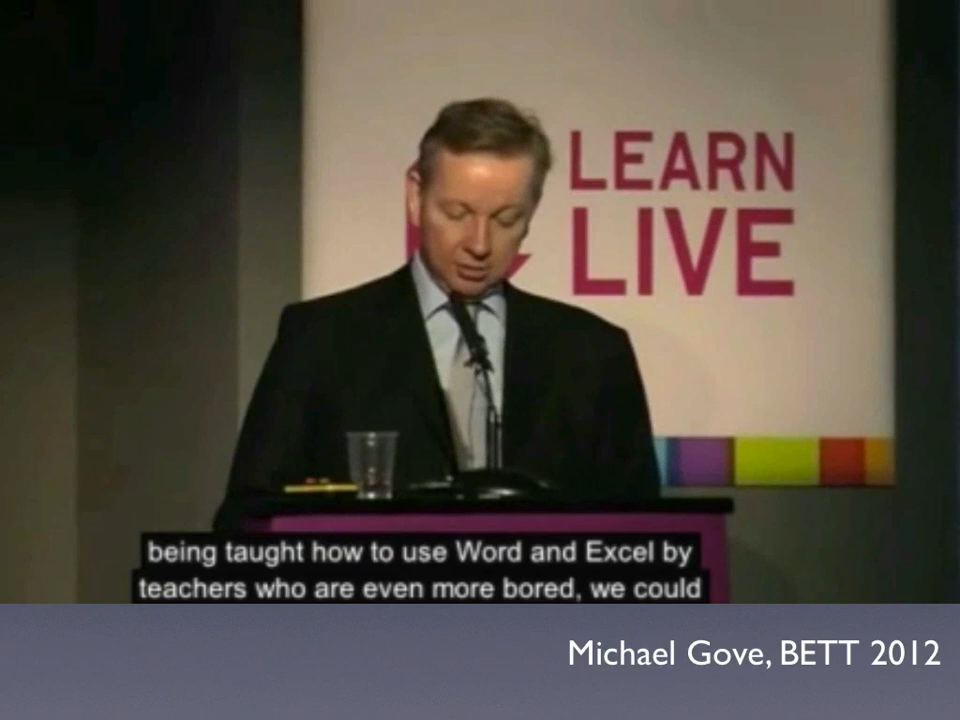 LEARN
LIVE
being taught how to use Word and Excel by
teachers who are even more bored, we could
Michael Gove, BETT 2012